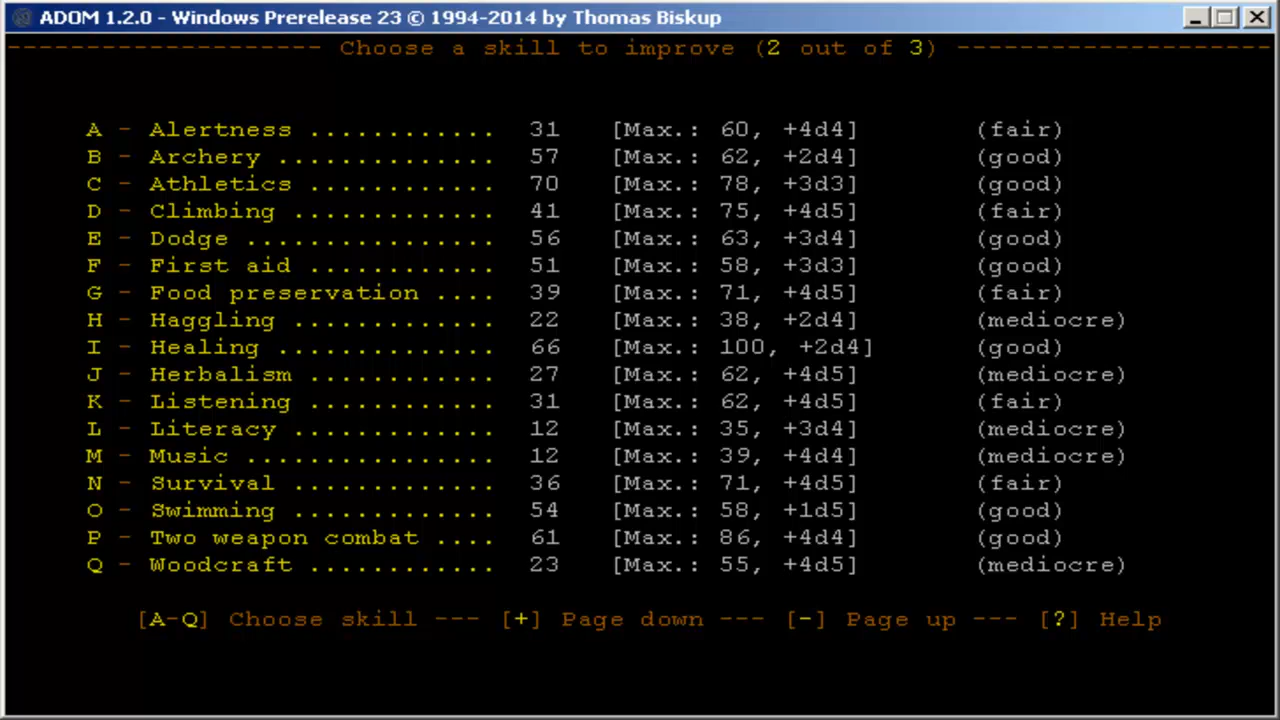 ADOM 1.2.0 - Windows Prerelease 23 © 1994-2014 by Thomas Biskup
-------------------- Choose a skill to improve (2 out of 3) --------------------
A - Alertness ............ 31 [Max.: 60, +4d4] (fair)
B - Archery .............. 57 [Max.: 62, +2d4] (good)
C - Athletics ............ 70 [Max.: 78, +3d3] (good)
D - Climbing ............. 41 [Max.: 75, +4d5] (fair)
E - Dodge ................ 56 [Max.: 63, +3d4] (good)
F - First aid ............ 51 [Max.: 58, +3d3] (good)
G - Food preservation .... 39 [Max.: 71, +4d5] (fair)
H - Haggling ............. 22 [Max.: 38, +2d4] (mediocre)
I - Healing .............. 66 [Max.: 100, +2d4] (good)
J - Herbalism ............ 27 [Max.: 62, +4d5] (mediocre)
K - Listening ............ 31 [Max.: 62, +4d5] (fair)
L - Literacy ............. 12 [Max.: 35, +3d4] (mediocre)
M - Music ................ 12 [Max.: 39, +4d4] (mediocre)
N - Survival ............. 36 [Max.: 71, +4d5] (fair)
O - Swimming ............. 54 [Max.: 58, +1d5] (good)
P - Two weapon combat .... 61 [Max.: 86, +4d4] (good)
Q - Woodcraft ............ 23 [Max.: 55, +4d5] (mediocre)
[A-Q] Choose skill --- [+] Page down --- [-] Page up --- [?] Help